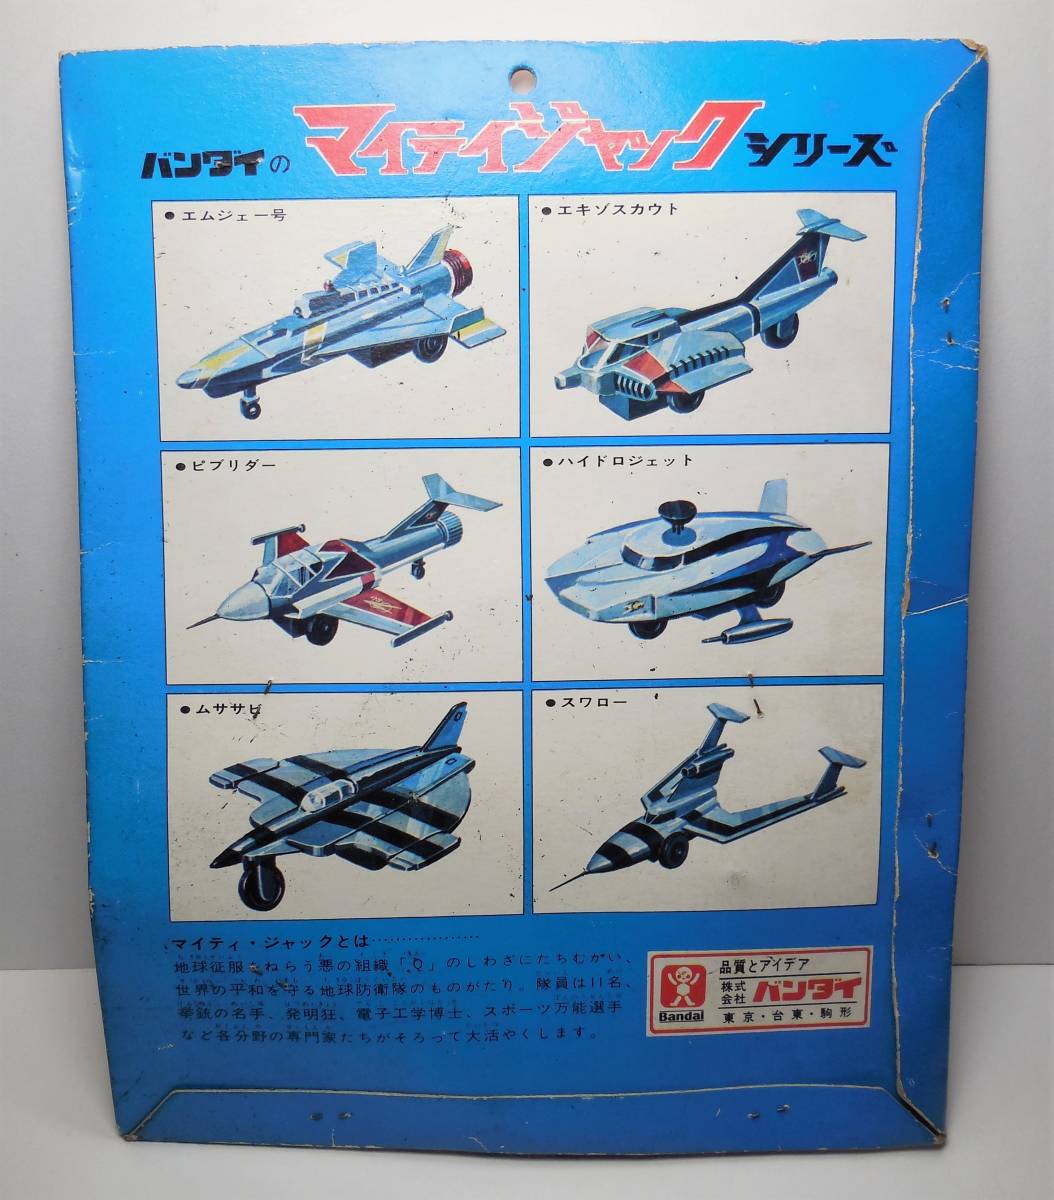 バンダイの マイティジャック シリーズ
●エムジェー号
●エキゾスカウト
●ピブリダー
●ハイドロジェット
●ムササビ
●スワロー
マイティ・ジャックとは………………
地球征服をねらう悪の組織「Q」のしわざにたちむかい、
世界の平和を守る地球防衛隊のものがたり。隊員は11名、
拳銃の名手、発明狂、電子工学博士、スポーツ万能選手
など各分野の専門家たちがそろって大活やくします。
品質とアイデア
株式会社 バンダイ
Bandai
東京・台東・駒形